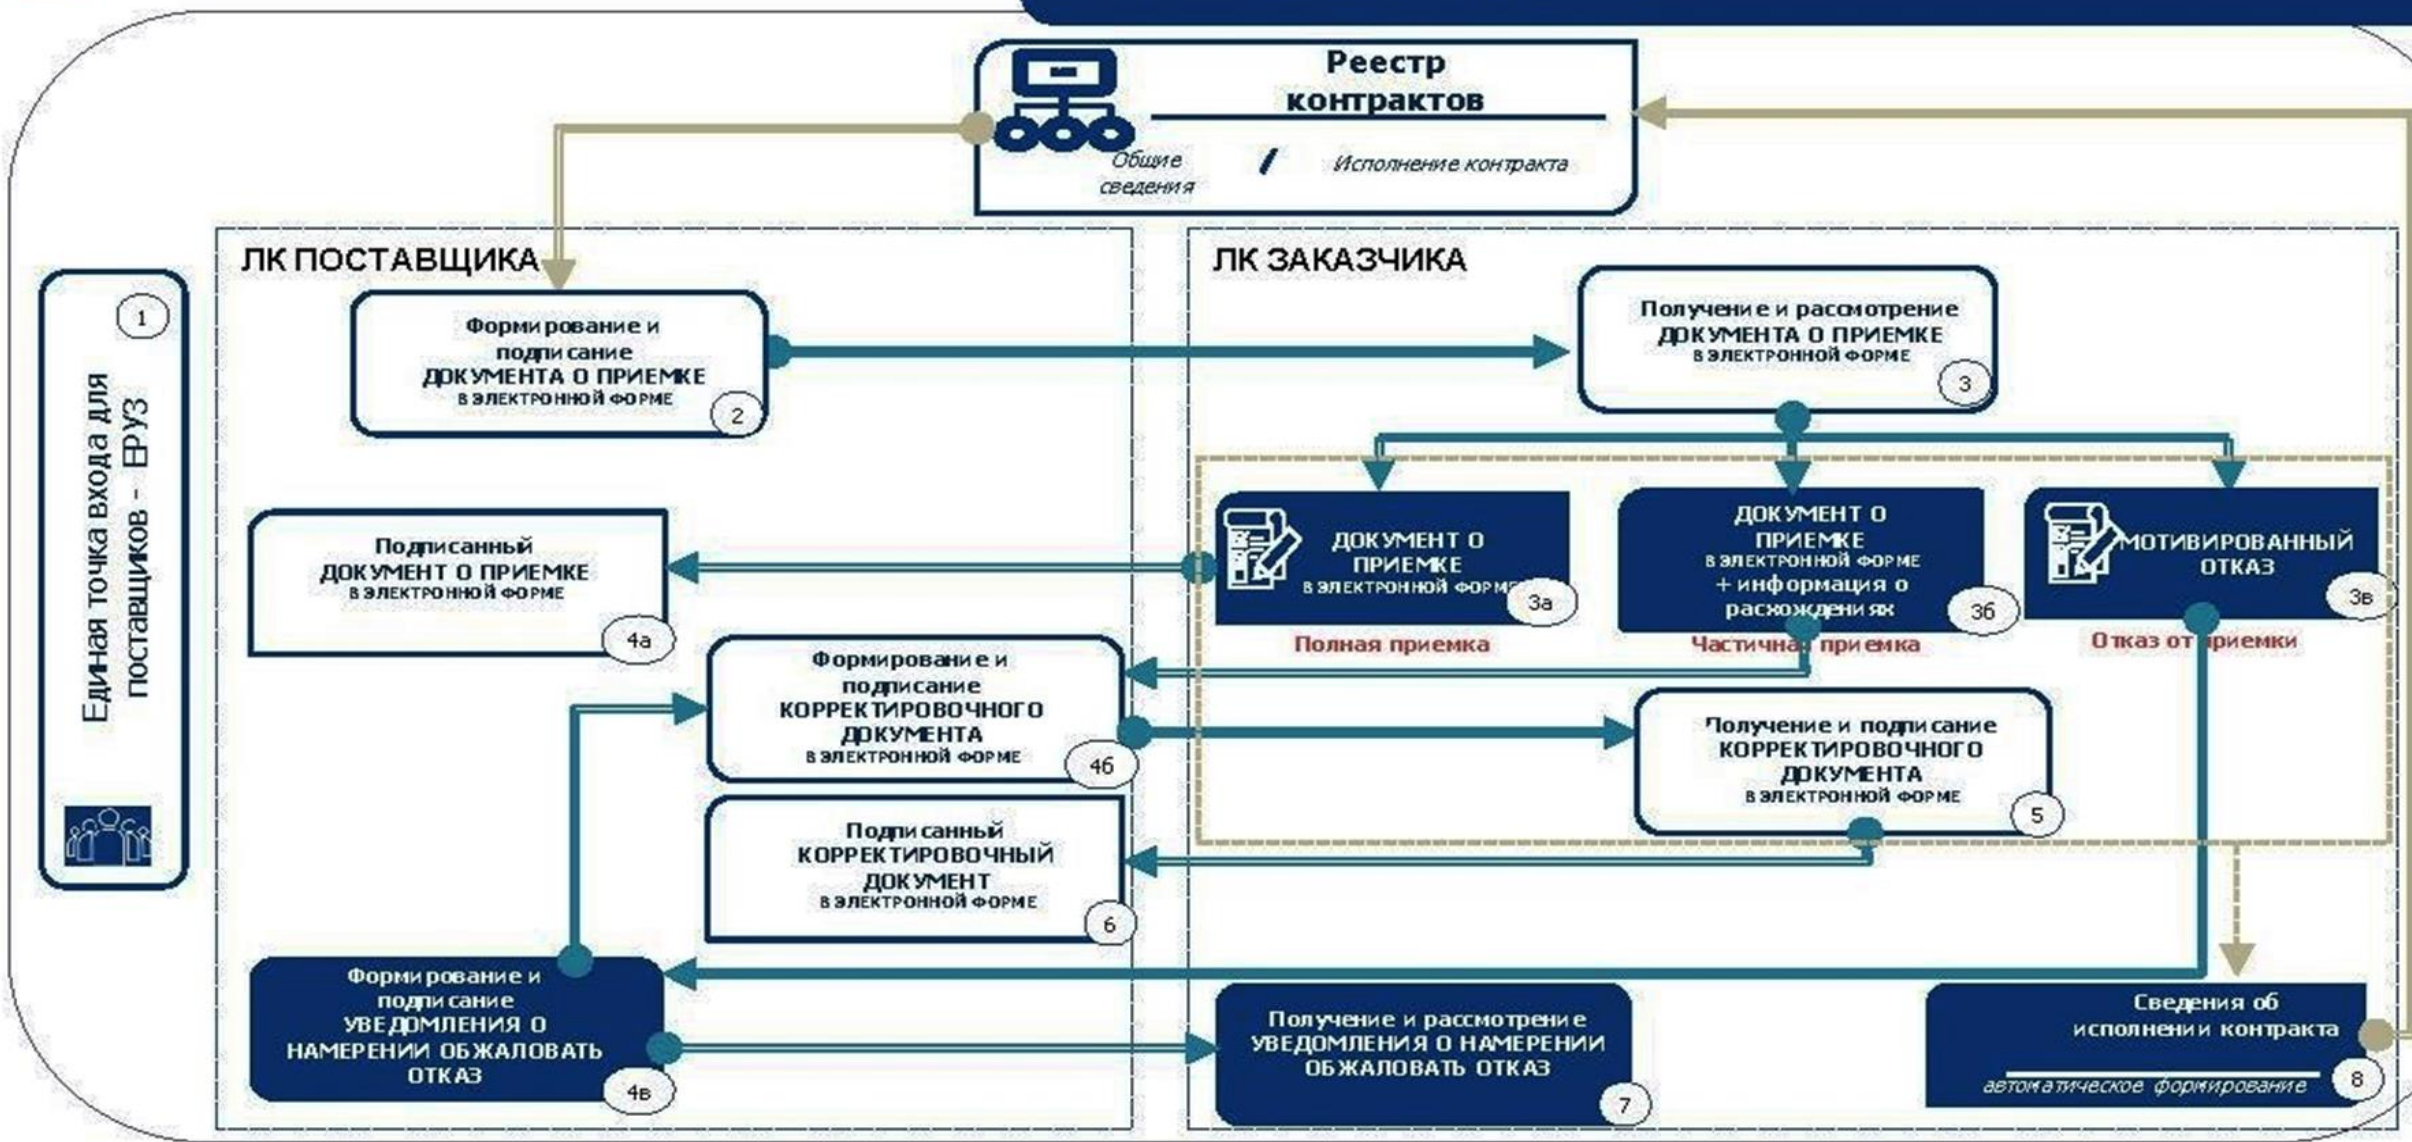 Реестр
контрактов
Общие
сведения
/
Исполнение контракта
1
Единая точка входа для
поставщиков - ЕРУЗ
ЛК ПОСТАВЩИКА
Формирование и
подписание
ДОКУМЕНТА О ПРИЕМКЕ
В ЭЛЕКТРОННОЙ ФОРМЕ
2
ЛК ЗАКАЗЧИКА
Получение и рассмотрение
ДОКУМЕНТА О ПРИЕМКЕ
В ЭЛЕКТРОННОЙ ФОРМЕ
3
Подписанный
ДОКУМЕНТ О ПРИЕМКЕ
В ЭЛЕКТРОННОЙ ФОРМЕ
4а
ДОКУМЕНТ О
ПРИЕМКЕ
В ЭЛЕКТРОННОЙ ФОРМЕ
3а
Полная приемка
ДОКУМЕНТ О
ПРИЕМКЕ
В ЭЛЕКТРОННОЙ ФОРМЕ
+ информация о
расхождениях
3б
Частичная приемка
МОТИВИРОВАННЫЙ
ОТКАЗ
3в
Отказ от приемки
Формирование и
подписание
КОРРЕКТИРОВОЧНОГО
ДОКУМЕНТА
В ЭЛЕКТРОННОЙ ФОРМЕ
4б
Получение и подписание
КОРРЕКТИРОВОЧНОГО
ДОКУМЕНТА
В ЭЛЕКТРОННОЙ ФОРМЕ
5
Подписанный
КОРРЕКТИРОВОЧНЫЙ
ДОКУМЕНТ
В ЭЛЕКТРОННОЙ ФОРМЕ
6
Формирование и
подписание
УВЕДОМЛЕНИЯ О
НАМЕРЕНИИ ОБЖАЛОВАТЬ
ОТКАЗ
4в
Получение и рассмотрение
УВЕДОМЛЕНИЯ О НАМЕРЕНИИ
ОБЖАЛОВАТЬ ОТКАЗ
7
Сведения об
исполнении контракта
автоматическое формирование
8